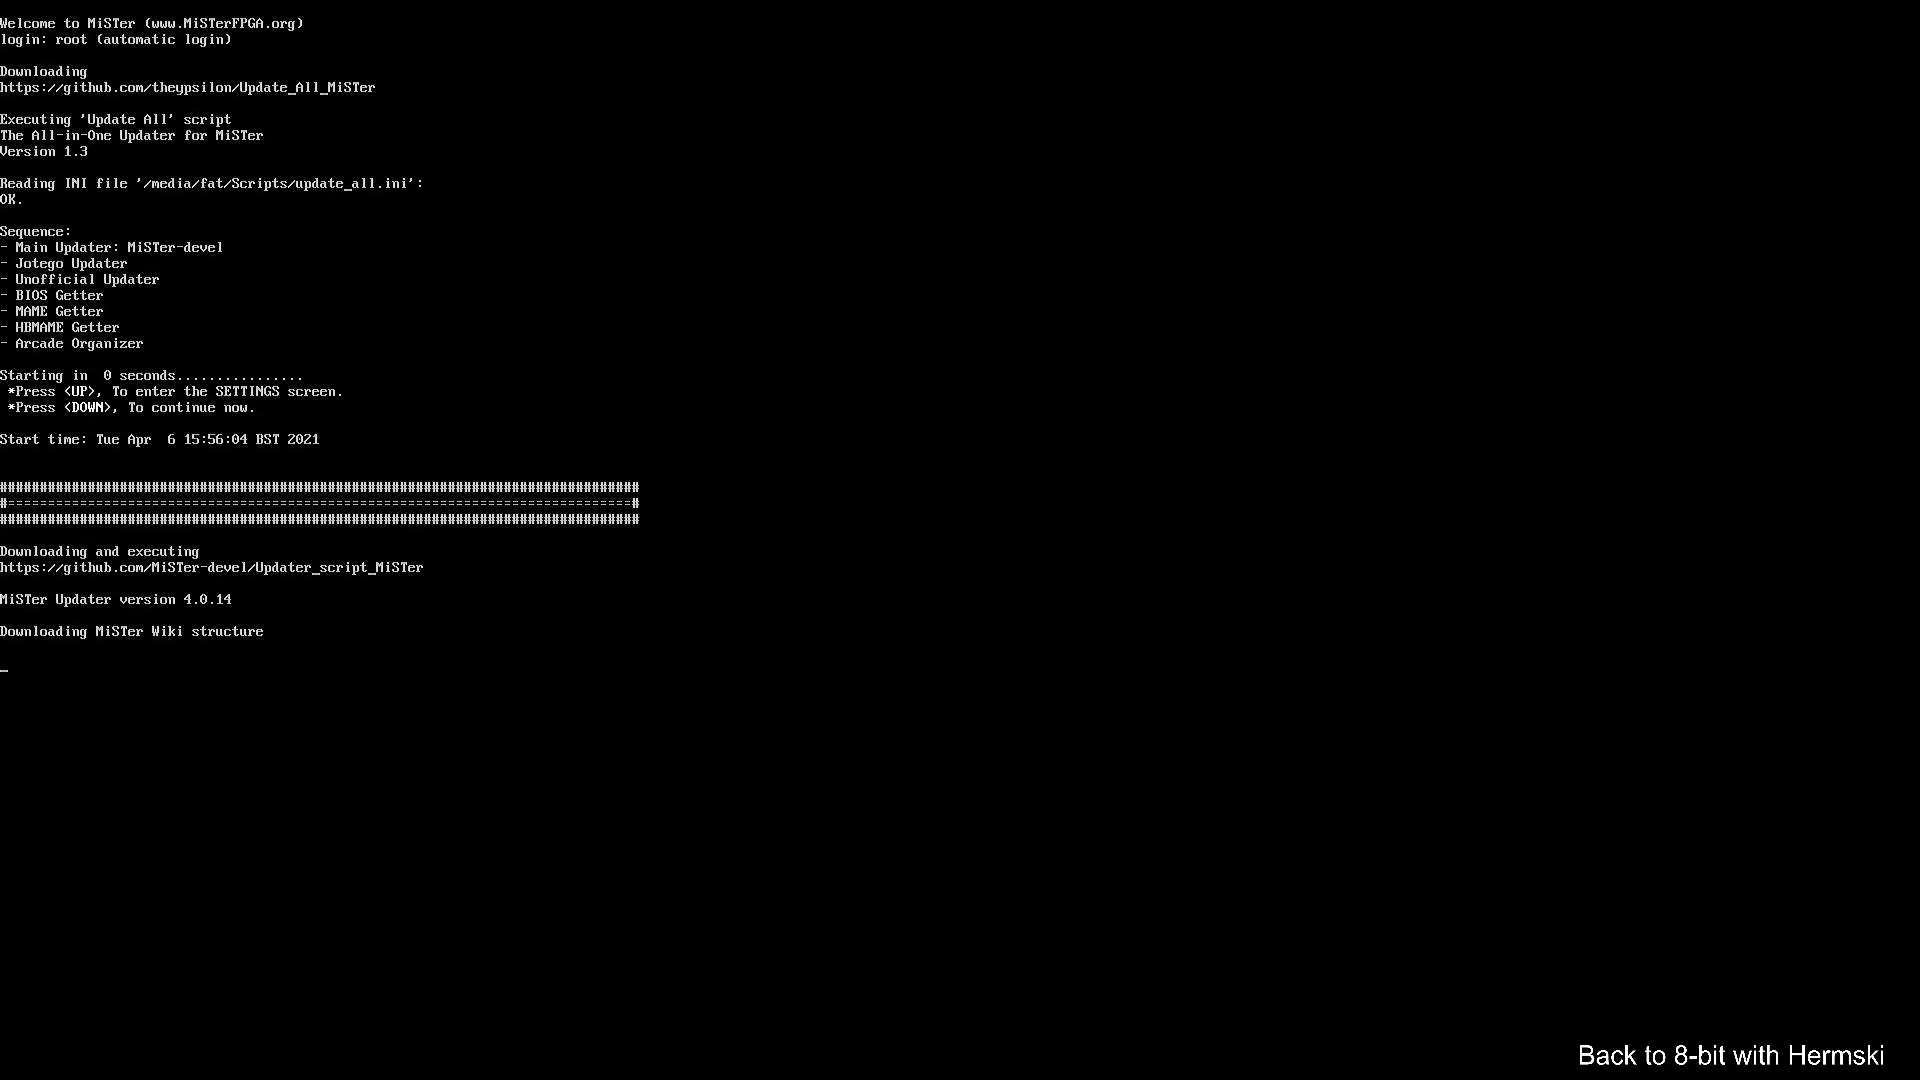 Welcome to MiSTer (www.MiSTerFPGA.org)
login: root (automatic login)
Downloading
https://github.com/theypsilon/Update_All_MiSTer
Executing 'Update All' script
The All-in-One Updater for MiSTer
Version 1.3
Reading INI file '/media/fat/Scripts/update_all.ini':
OK.
Sequence:
- Main Updater: MiSTer-devel
- Jotego Updater
- Unofficial Updater
- BIOS Getter
- MAME Getter
- HBMAME Getter
- Arcade Organizer
Starting in  0 seconds................
 *Press <UP>, To enter the SETTINGS screen.
 *Press <DOWN>, To continue now.
Start time: Tue Apr  6 15:56:04 BST 2021
################################################################################
#==============================================================================#
################################################################################
Downloading and executing
https://github.com/MiSTer-devel/Updater_script_MiSTer
MiSTer Updater version 4.0.14
Downloading MiSTer Wiki structure
_
Back to 8-bit with Hermski